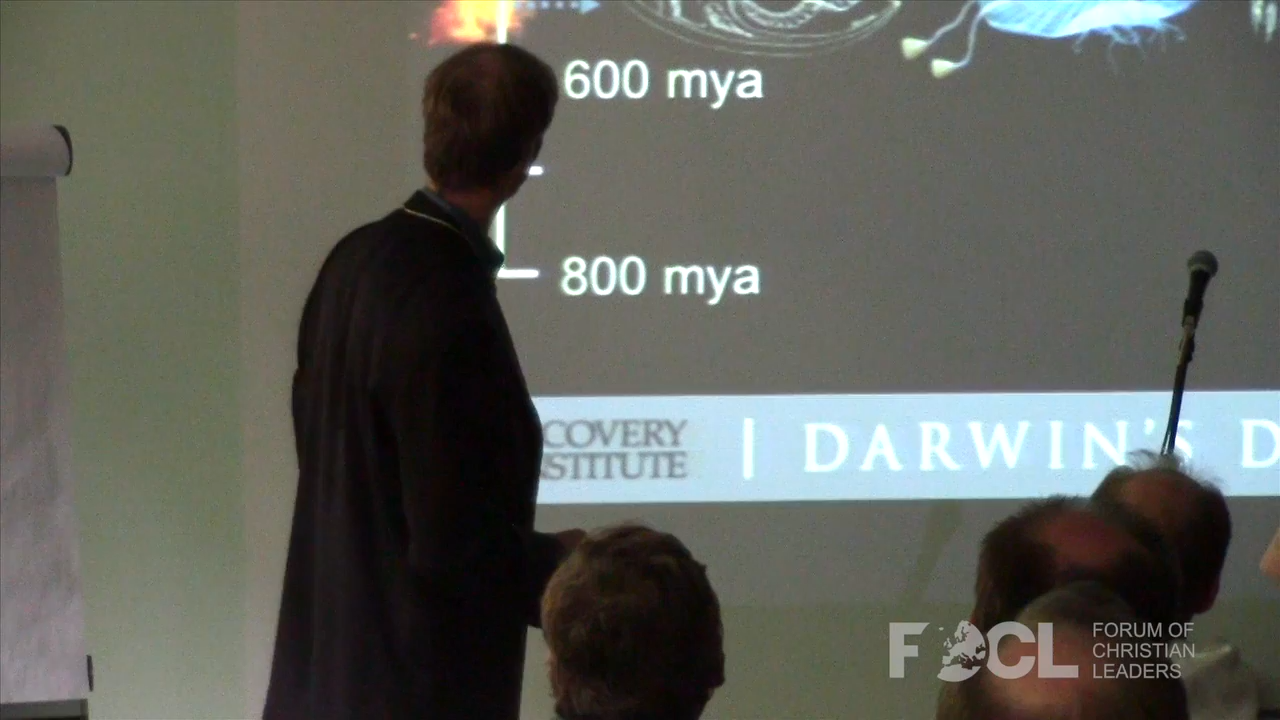 600 mya
800 mya
COVERY
STITUTE
DARWIN'S D
FOCL
FORUM OF
CHRISTIAN
LEADERS